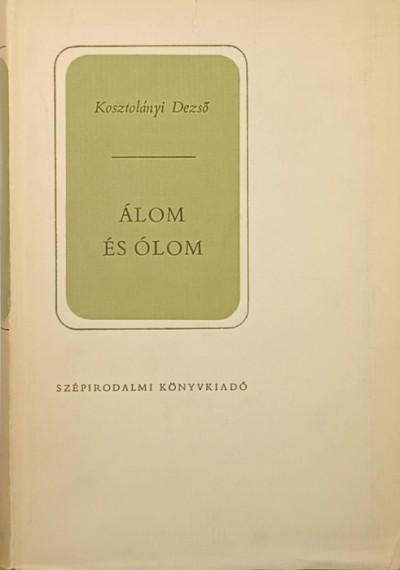 Kosztolányi Dezső
ÁLOM
ÉS ÓLOM
SZÉPIRODALMI KÖNYVKIADÓ